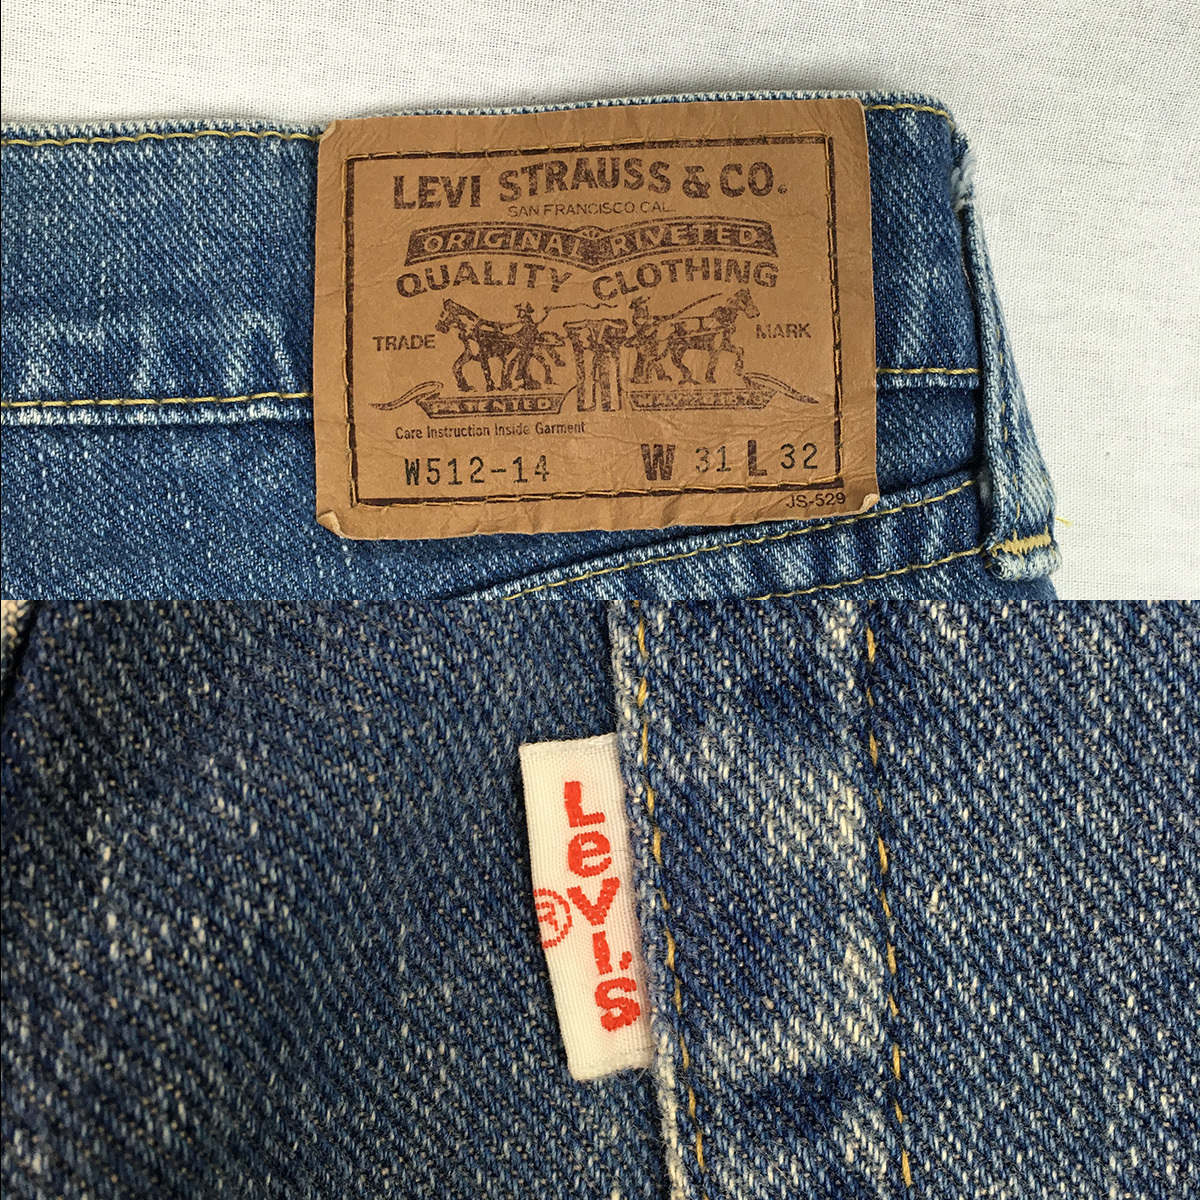 LEVI STRAUSS & CO.
SAN FRANCISCO CAL.
ORIGINAL RIVETED
QUALITY CLOTHING
TRADE MARK
PATENTED
Care Instruction Inside Garment
W512-14 W 31 L 32
JS-529
LeVI'S
®